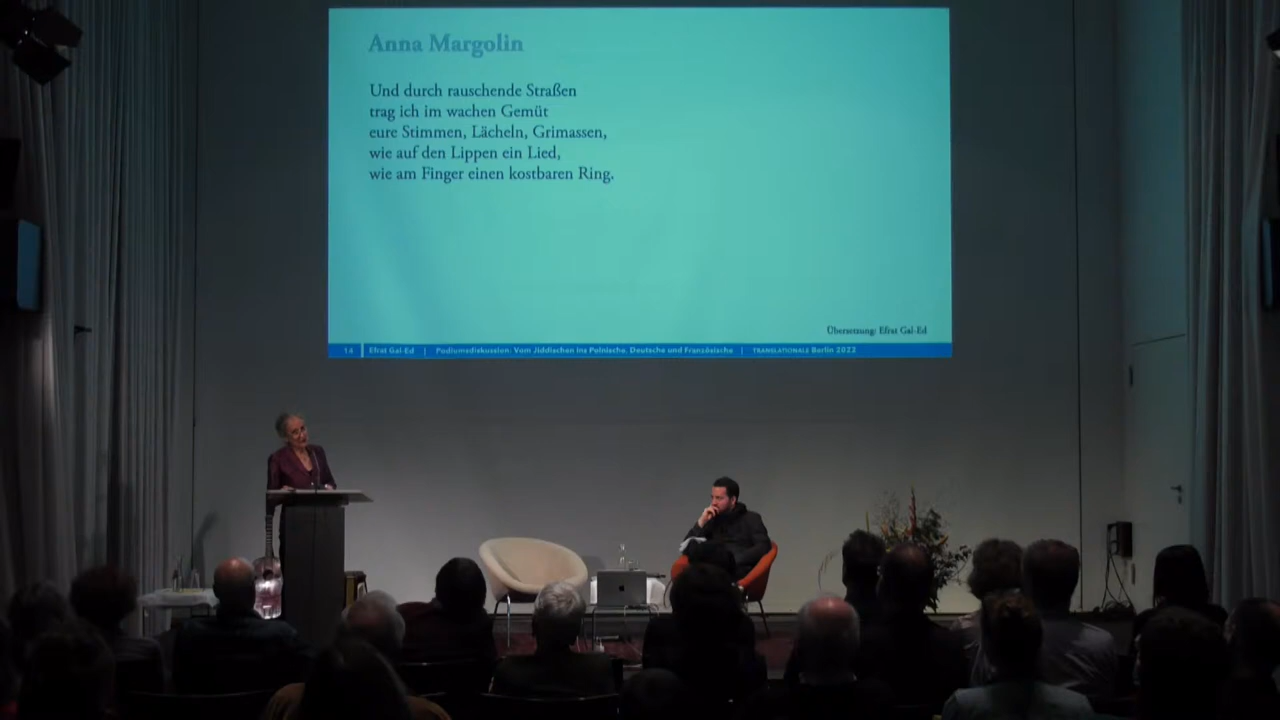 Anna Margolin
Und durch rauschende Straßen
trag ich im wachen Gemüt
eure Stimmen, Lächeln, Grimassen,
wie auf den Lippen ein Lied,
wie am Finger einen kostbaren Ring.
Übersetzung: Efrat Gal-Ed
14 | Efrat Gal-Ed | Podiumsdiskussion: Vom Jiddischen ins Polnische, Deutsche und Französische | TRANSLATIONALE Berlin 2022